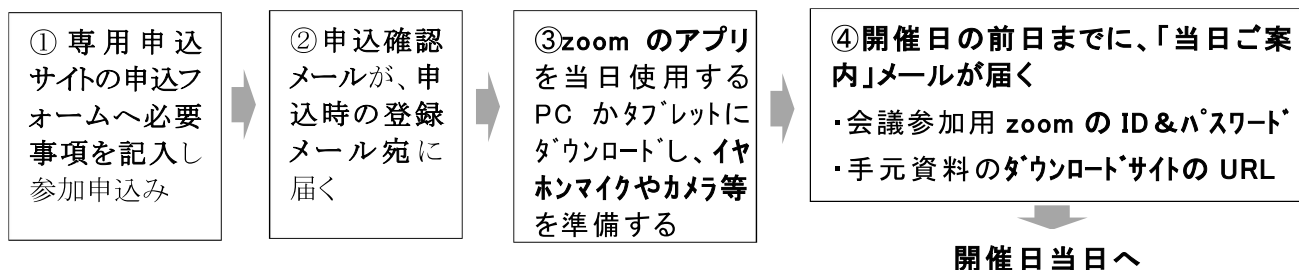 ①専用申込
サイトの申込フ
ォームへ必要
事項を記入し
参加申込み
②申込確認
メールが、申
込時の登録
メール宛に
届く
③zoom のアプリ
を当日使用する
PC かﾀﾌﾞﾚｯﾄに
ﾀﾞｳﾝﾛｰﾄﾞし、イヤ
ホンマイクやカメラ等
を準備する
④開催日の前日までに、「当日ご案
内」メールが届く
・会議参加用 zoom の ID＆ﾊﾟｽﾜｰﾄﾞ
・手元資料のﾀﾞｳﾝﾛｰﾄﾞｻｲﾄの URL
開催日当日へ